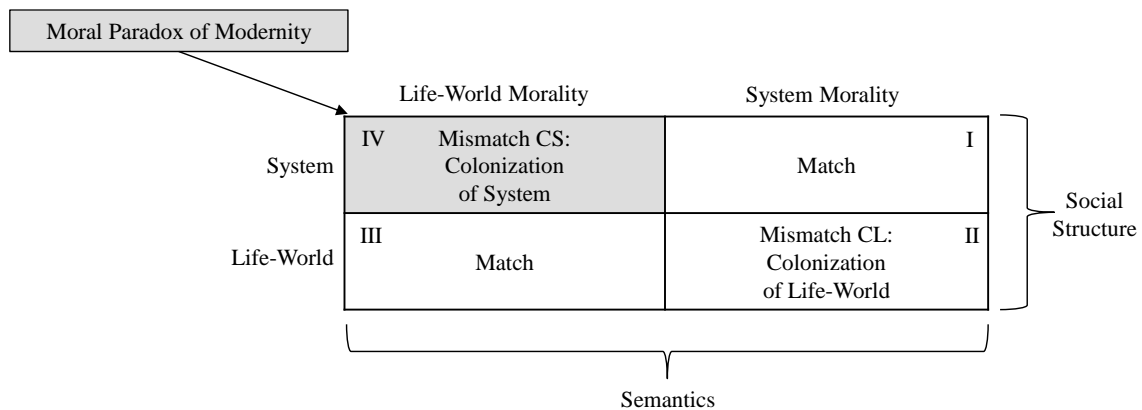 Moral Paradox of Modernity
Life-World Morality
System Morality
System
IV
Mismatch CS:
Colonization
of System
I
Match
Life-World
III
Match
II
Mismatch CL:
Colonization
of Life-World
Social
Structure
Semantics